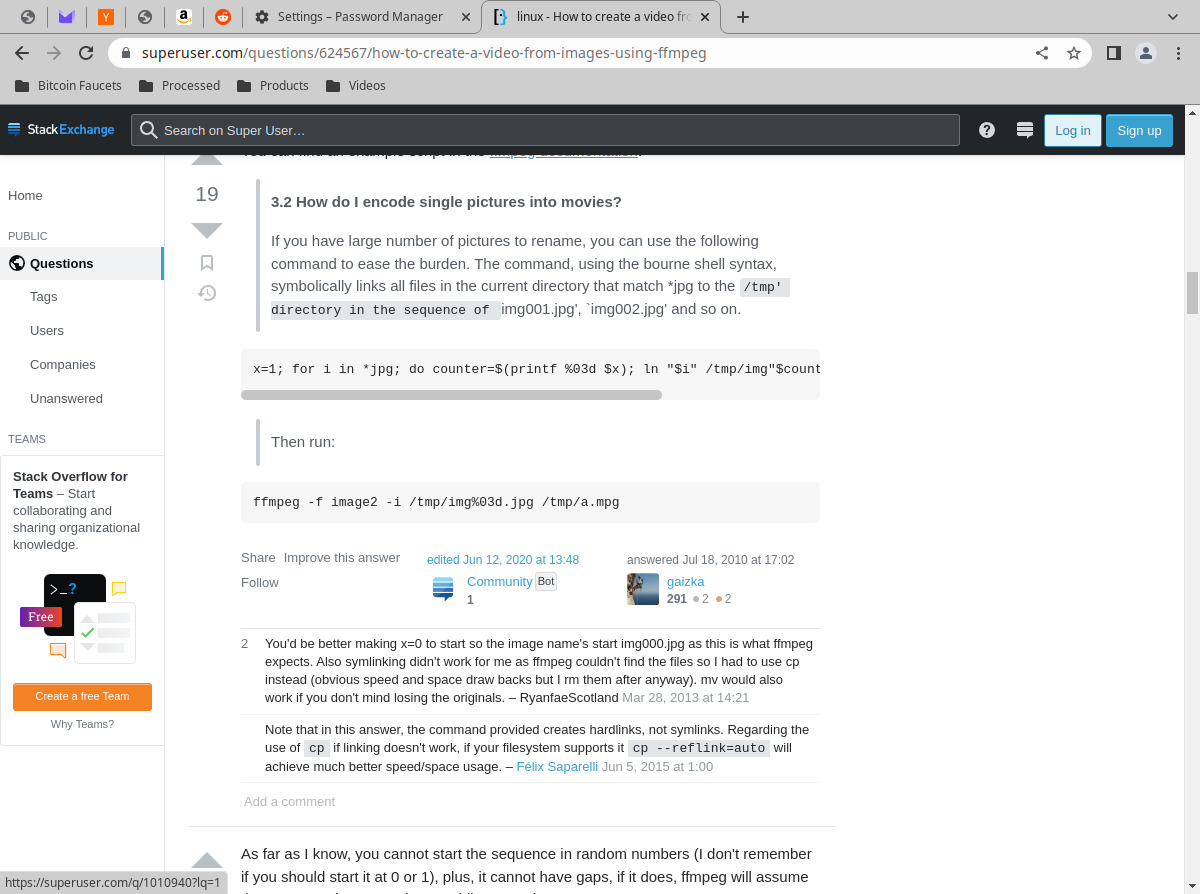 Settings – Password Manager
linux - How to create a video fro
superuser.com/questions/624567/how-to-create-a-video-from-images-using-ffmpeg
Bitcoin Faucets
Processed
Products
Videos
StackExchange
Search on Super User…
Log in
Sign up
You can find an example script in the ffmpeg documentation:
Home
PUBLIC
Questions
Tags
Users
Companies
Unanswered
TEAMS
Stack Overflow for
Teams – Start
collaborating and
sharing organizational
knowledge.
>_?
Free
Create a free Team
Why Teams?
19
3.2 How do I encode single pictures into movies?
If you have large number of pictures to rename, you can use the following
command to ease the burden. The command, using the bourne shell syntax,
symbolically links all files in the current directory that match *jpg to the /tmp'
directory in the sequence of img001.jpg', `img002.jpg' and so on.
x=1; for i in *jpg; do counter=$(printf %03d $x); ln "$i" /tmp/img"$count
Then run:
ffmpeg -f image2 -i /tmp/img%03d.jpg /tmp/a.mpg
Share Improve this answer
Follow
edited Jun 12, 2020 at 13:48
Community Bot
1
answered Jul 18, 2010 at 17:02
gaizka
291 2 2
2 You'd be better making x=0 to start so the image name's start img000.jpg as this is what ffmpeg
expects. Also symlinking didn't work for me as ffmpeg couldn't find the files so I had to use cp
instead (obvious speed and space draw backs but I rm them after anyway). mv would also
work if you don't mind losing the originals. – RyanfaeScotland Mar 28, 2013 at 14:21
Note that in this answer, the command provided creates hardlinks, not symlinks. Regarding the
use of cp if linking doesn't work, if your filesystem supports it cp --reflink=auto will
achieve much better speed/space usage. – Félix Saparelli Jun 5, 2015 at 1:00
Add a comment
As far as I know, you cannot start the sequence in random numbers (I don't remember
if you should start it at 0 or 1), plus, it cannot have gaps, if it does, ffmpeg will assume
https://superuser.com/q/1010940?lq=1